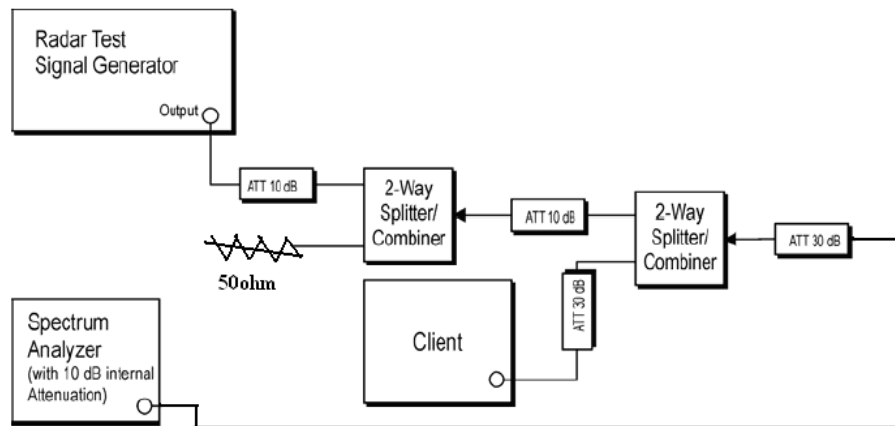 Radar Test
Signal Generator
Output
ATT 10 dB
2-Way
Splitter/
Combiner
ATT 10 dB
2-Way
Splitter/
Combiner
ATT 30 dB
50ohm
ATT 30 dB
Client
Spectrum
Analyzer
(with 10 dB internal
Attenuation)